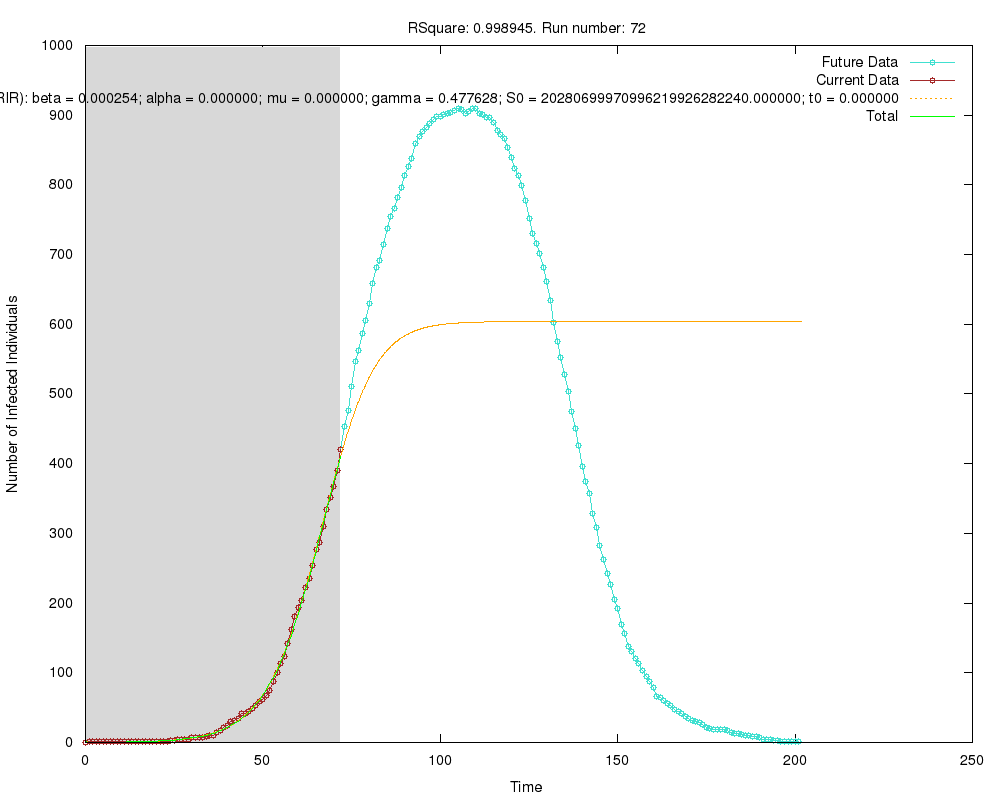 RSquare: 0.998945. Run number: 72
1000
900
800
700
600
500
400
300
200
100
0
Future Data
Current Data
RIR): beta = 0.000254; alpha = 0.000000; mu = 0.000000; gamma = 0.477628; S0 = 20280699970996219926282240.000000; t0 = 0.000000
Total
Number of Infected Individuals
0 50 100 150 200 250
Time